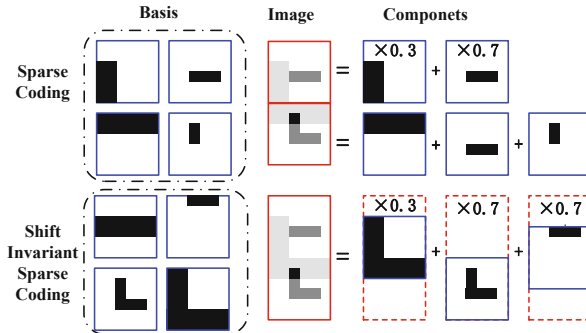 Basis Image Componets
Sparse
Coding
= ×0.3 + ×0.7
= + +
Shift
Invariant
Sparse
Coding
= ×0.3 + ×0.7 + ×0.7